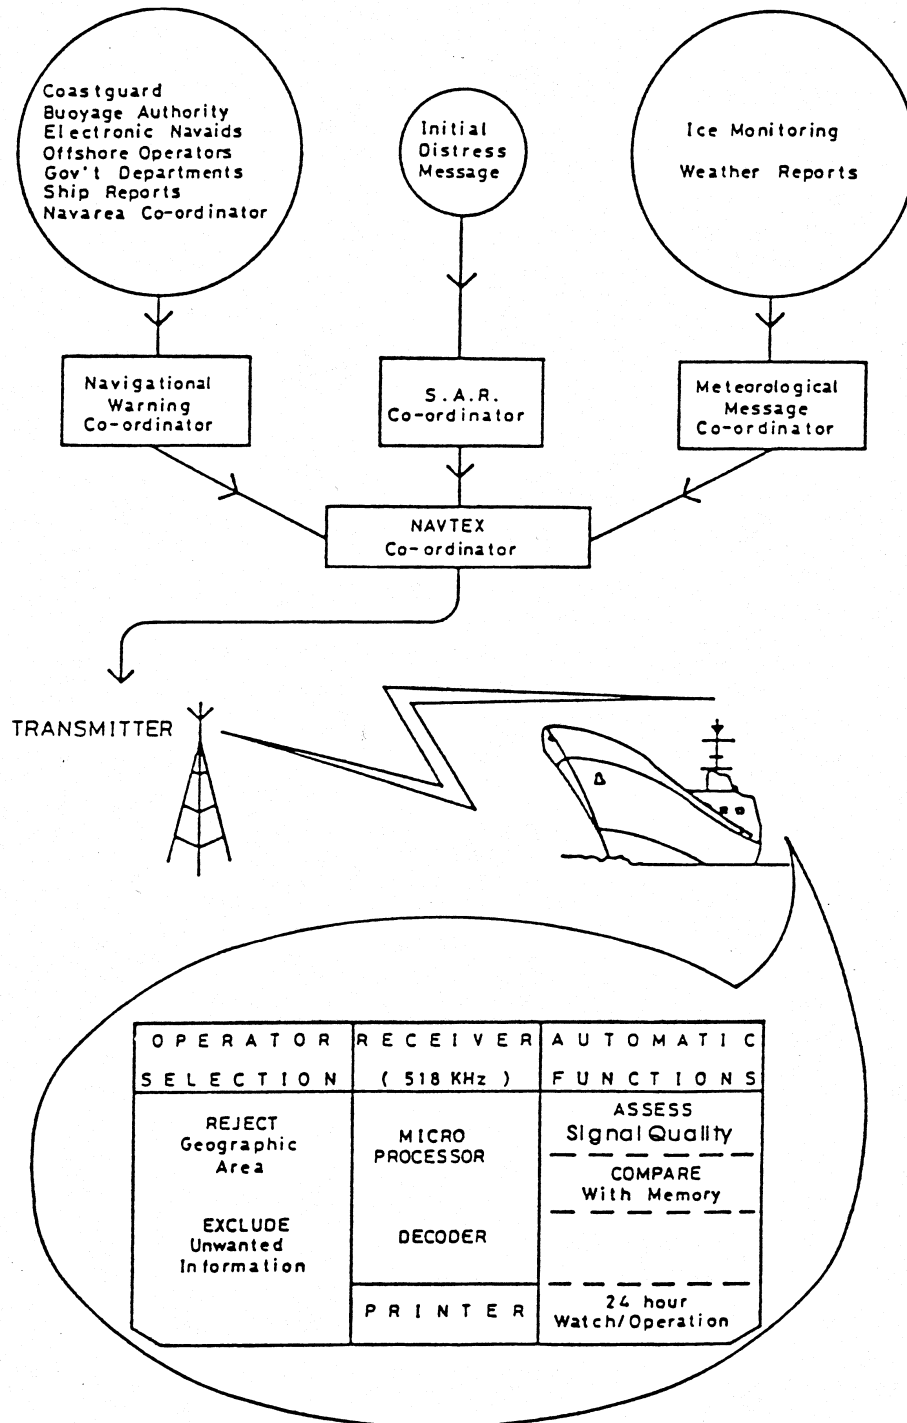 Coastguard
Buoyage Authority
Electronic Navaids
Offshore Operators
Gov't Departments
Ship Reports
Navarea Co-ordinator
Initial
Distress
Message
Ice Monitoring
Weather Reports
Navigational
Warning
Co-ordinator
S.A.R.
Co-ordinator
Meteorological
Message
Co-ordinator
NAVTEX
Co-ordinator
TRANSMITTER
OPERATOR
SELECTION
REJECT
Geographic
Area
EXCLUDE
Unwanted
Information
RECEIVER
( 518 KHz )
MICRO
PROCESSOR
DECODER
PRINTER
AUTOMATIC
FUNCTIONS
ASSESS
Signal Quality
COMPARE
With Memory
24 hour
Watch/Operation